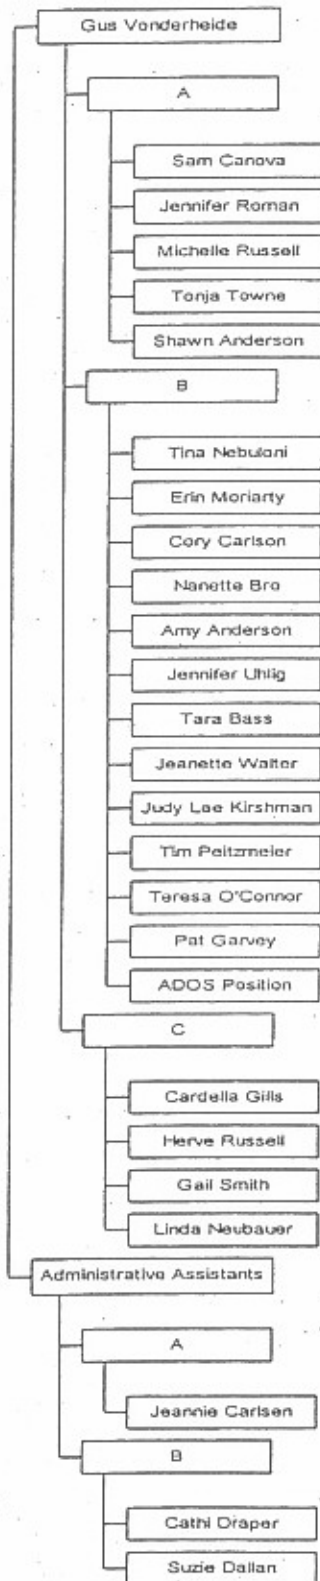 Gus Vonderheide
A
Sam Canova
Jennifer Roman
Michelle Russell
Tonja Towne
Shawn Anderson
B
Tina Nebuloni
Erin Moriarty
Cory Carlson
Nanette Bro
Amy Anderson
Jennifer Uhlig
Tara Bass
Jeanette Walter
Judy Lee Kirshman
Tim Peitzmeier
Teresa O'Connor
Pat Garvey
ADOS Position
C
Cardella Gills
Herve Russell
Gail Smith
Linda Neubauer
Administrative Assistants
A
Jeannie Carlsen
B
Cathi Draper
Suzie Dallan